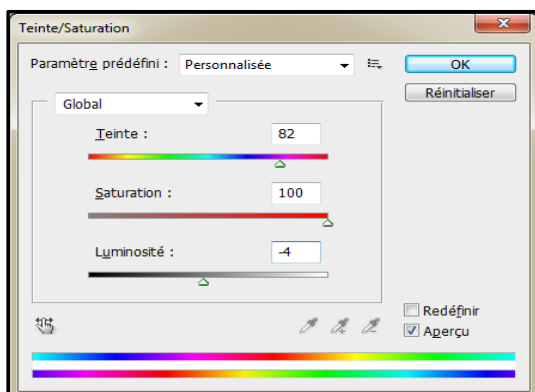 Teinte/Saturation
Paramètre prédéfini : Personnalisée
OK
Réinitialiser
Global
Teinte : 82
Saturation : 100
Luminosité : -4
Redéfinir
Aperçu